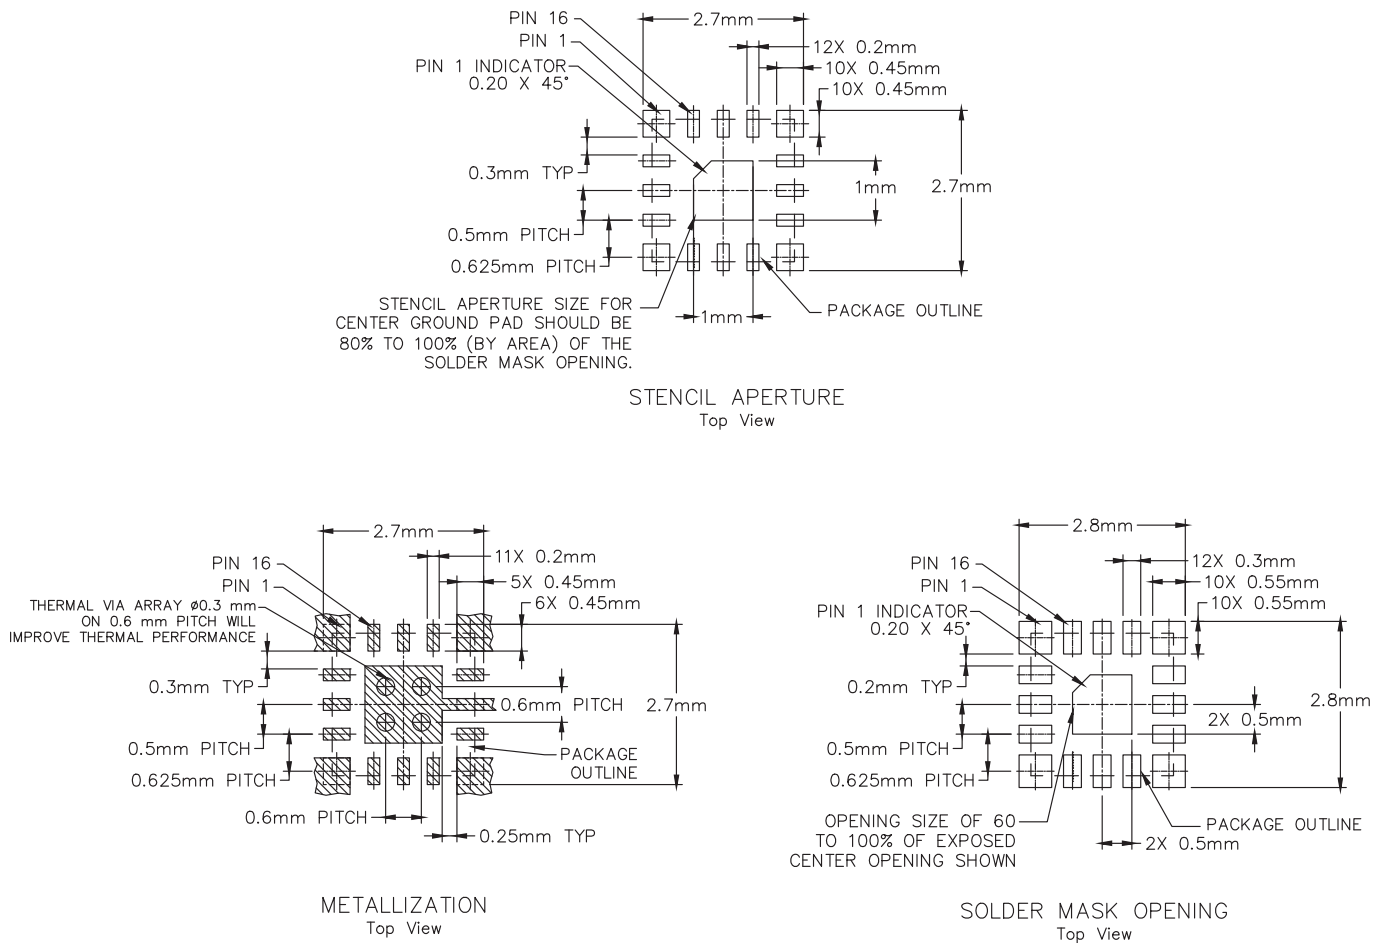 PIN 16
2.7mm
PIN 1
12X 0.2mm
PIN 1 INDICATOR
0.20 X 45°
10X 0.45mm
10X 0.45mm
0.3mm TYP
1mm
2.7mm
0.5mm PITCH
0.625mm PITCH
STENCIL APERTURE SIZE FOR
CENTER GROUND PAD SHOULD BE
80% TO 100% (BY AREA) OF THE
SOLDER MASK OPENING.
1mm
PACKAGE OUTLINE
STENCIL APERTURE
Top View
2.7mm
PIN 16
11X 0.2mm
PIN 1
5X 0.45mm
THERMAL VIA ARRAY ø0.3 mm
ON 0.6 mm PITCH WILL
IMPROVE THERMAL PERFORMANCE
6X 0.45mm
0.3mm TYP
0.6mm PITCH
2.7mm
0.5mm PITCH
0.625mm PITCH
PACKAGE
OUTLINE
0.6mm PITCH
0.25mm TYP
METALLIZATION
Top View
2.8mm
PIN 16
12X 0.3mm
PIN 1
10X 0.55mm
PIN 1 INDICATOR
0.20 X 45°
10X 0.55mm
0.2mm TYP
2.8mm
2X 0.5mm
0.5mm PITCH
0.625mm PITCH
OPENING SIZE OF 60
TO 100% OF EXPOSED
CENTER OPENING SHOWN
PACKAGE OUTLINE
2X 0.5mm
SOLDER MASK OPENING
Top View